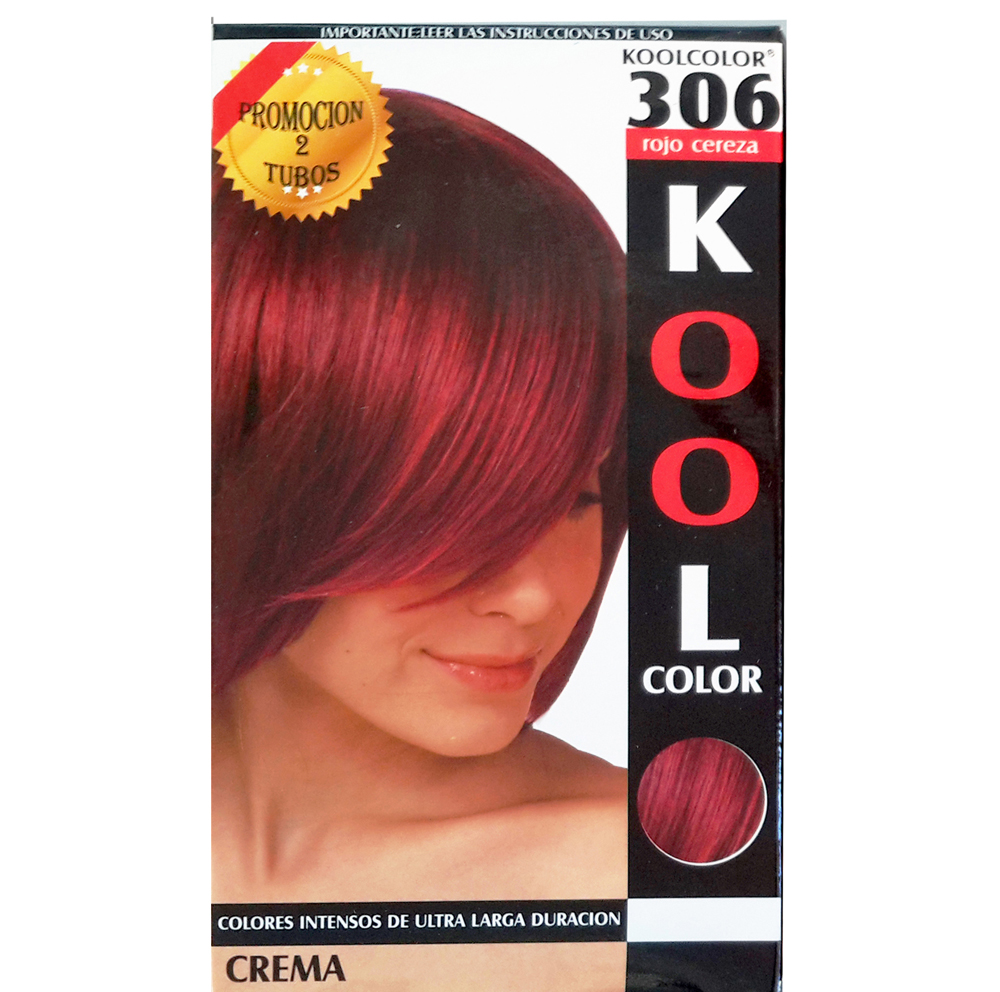 IMPORTANTE:LEER LAS INSTRUCCIONES DE USO
PROMOCION
2
TUBOS
KOOLCOLOR®
306
rojo cereza
K
O
O
L
COLOR
COLORES INTENSOS DE ULTRA LARGA DURACION
CREMA